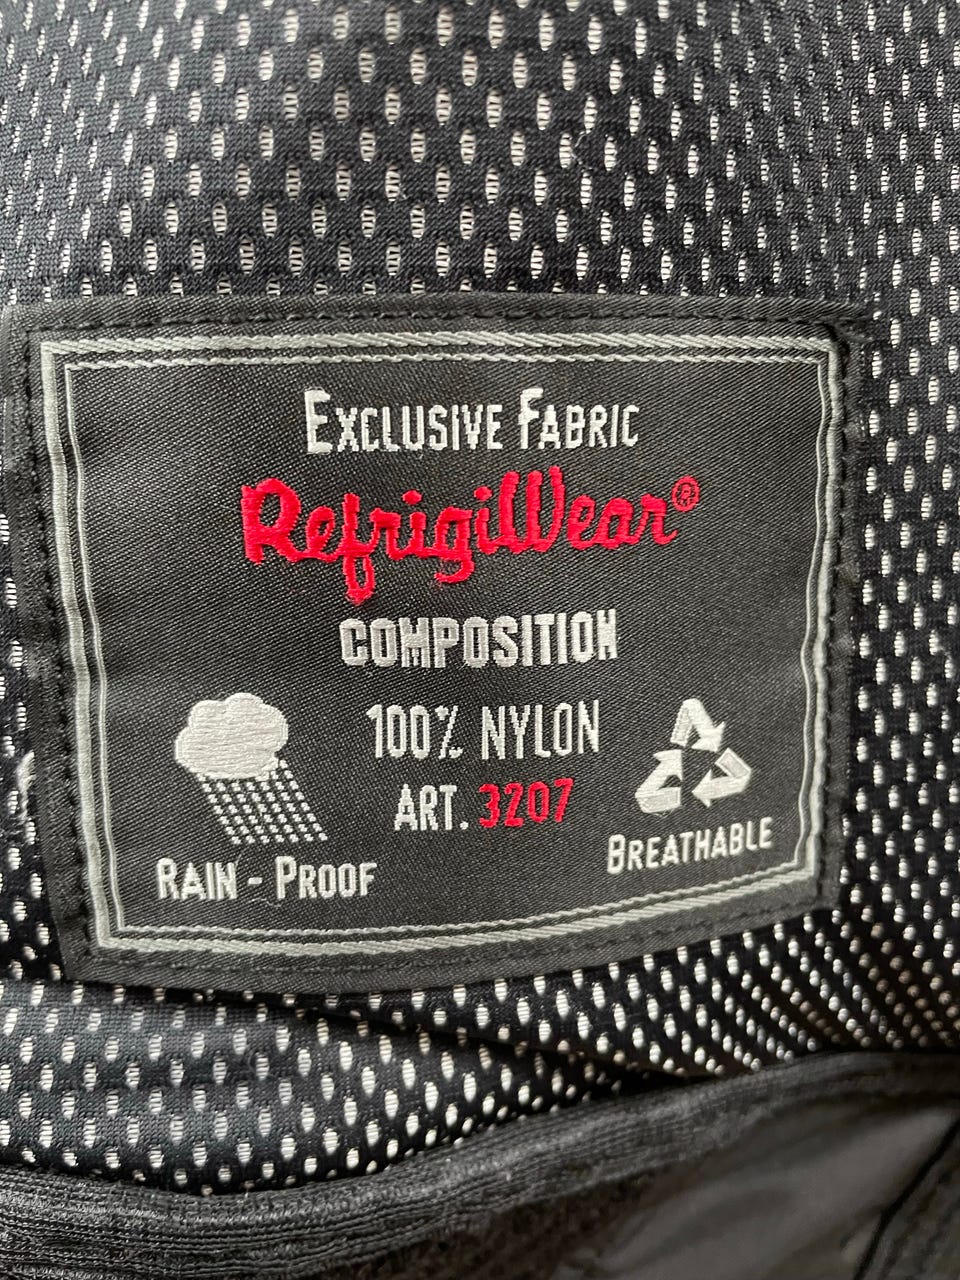 EXCLUSIVE FABRIC
RefrigiWear®
COMPOSITION
100% NYLON
ART. 3207
RAIN - PROOF
BREATHABLE